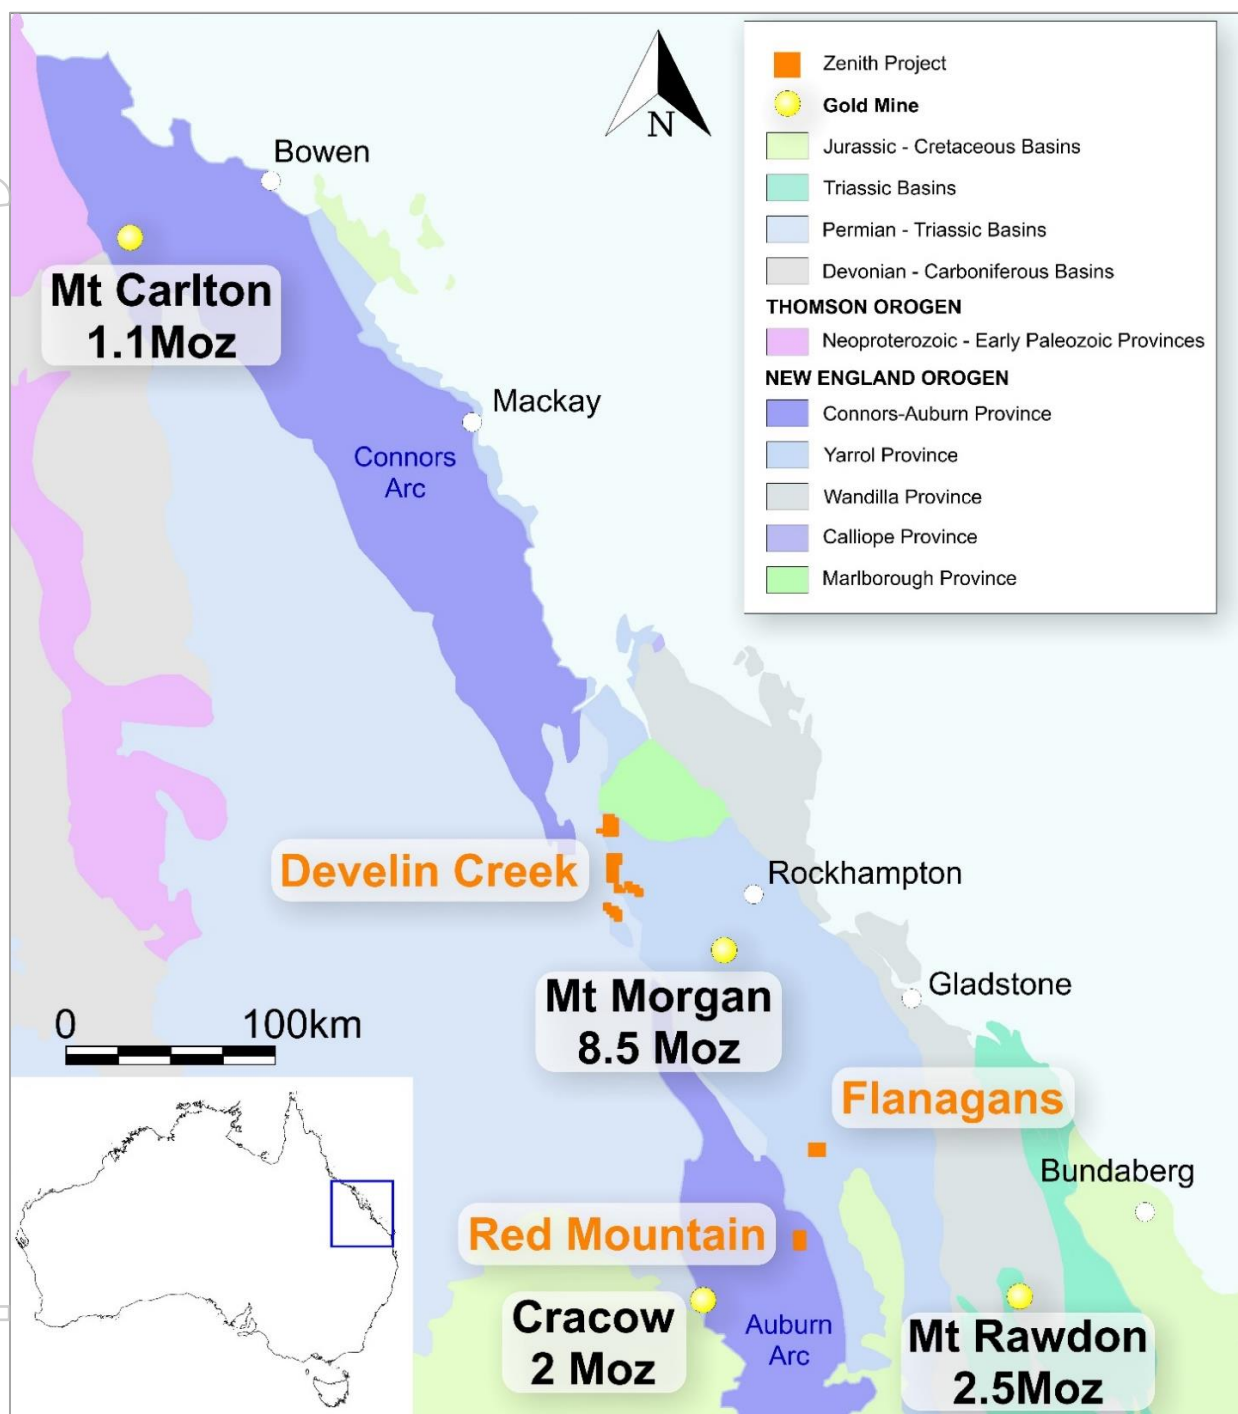 Zenith Project
Gold Mine
Jurassic - Cretaceous Basins
Triassic Basins
Permian - Triassic Basins
Devonian - Carboniferous Basins
THOMSON OROGEN
Neoproterozoic - Early Paleozoic Provinces
NEW ENGLAND OROGEN
Connors-Auburn Province
Yarrol Province
Wandilla Province
Calliope Province
Marlborough Province
N
Bowen
Mt Carlton
1.1Moz
Mackay
Connors
Arc
Develin Creek
Rockhampton
Mt Morgan
8.5 Moz
Gladstone
0 100km
Flanagans
Bundaberg
Red Mountain
Cracow
2 Moz
Auburn
Arc
Mt Rawdon
2.5Moz